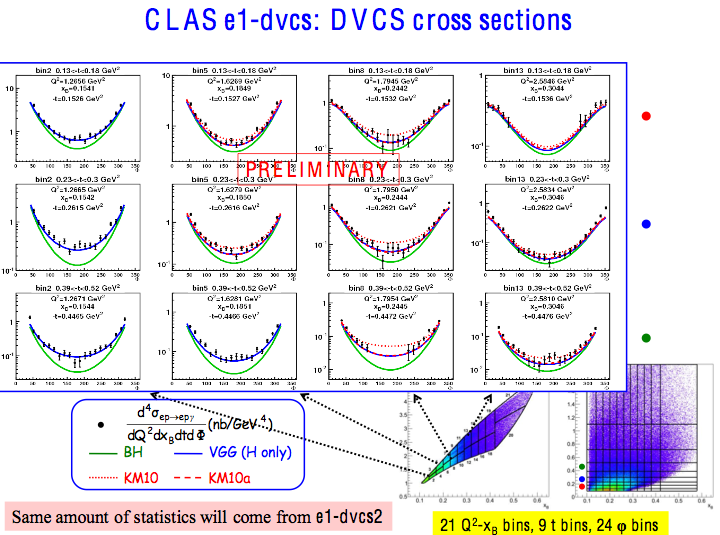 CLAS e1-dvcs: DVCS cross sections
bin2 0.13<-t<0.18 GeV²
Q²=1.2656 GeV²
x_B=0.1541
-t=0.1526 GeV²
bin5 0.13<-t<0.18 GeV²
Q²=1.6269 GeV²
x_B=0.1849
-t=0.1527 GeV²
bin8 0.13<-t<0.18 GeV²
Q²=1.7945 GeV²
x_B=0.2442
-t=0.1532 GeV²
bin13 0.13<-t<0.18 GeV²
Q²=2.5846 GeV²
x_B=0.3044
-t=0.1536 GeV²
PRELIMINARY
bin2 0.23<-t<0.3 GeV²
Q²=1.2665 GeV²
x_B=0.1542
-t=0.2615 GeV²
bin5 0.23<-t<0.3 GeV²
Q²=1.6279 GeV²
x_B=0.1850
-t=0.2616 GeV²
bin8 0.23<-t<0.3 GeV²
Q²=1.7950 GeV²
x_B=0.2444
-t=0.2621 GeV²
bin13 0.23<-t<0.3 GeV²
Q²=2.5834 GeV²
x_B=0.3046
-t=0.2622 GeV²
bin2 0.39<-t<0.52 GeV²
Q²=1.2671 GeV²
x_B=0.1544
-t=0.4465 GeV²
bin5 0.39<-t<0.52 GeV²
Q²=1.6281 GeV²
x_B=0.1851
-t=0.4466 GeV²
bin8 0.39<-t<0.52 GeV²
Q²=1.7954 GeV²
x_B=0.2445
-t=0.4472 GeV²
bin13 0.39<-t<0.52 GeV²
Q²=2.5810 GeV²
x_B=0.3046
-t=0.4476 GeV²
d⁴σ_ep→epγ
dQ²dx_Bdtd Φ
(nb/GeV⁴)
BH
VGG (H only)
KM10
KM10a
Same amount of statistics will come from e1-dvcs2
21 Q²-x_B bins, 9 t bins, 24 φ bins